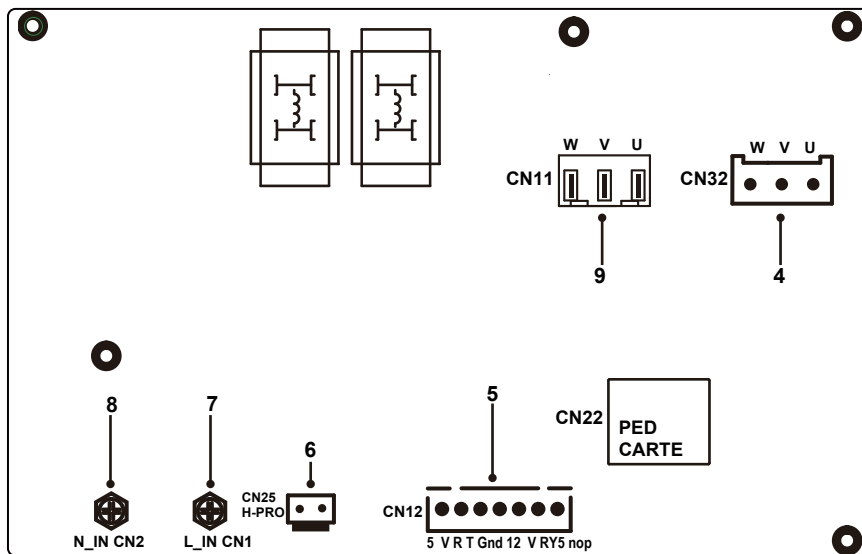 W V U
W V U
CN11
CN32
9
4
8
7
5
6
CN22
PED
CARTE
CN25
H-PRO
CN12
N_IN CN2
L_IN CN1
5 V R T Gnd 12 V RY5 nop